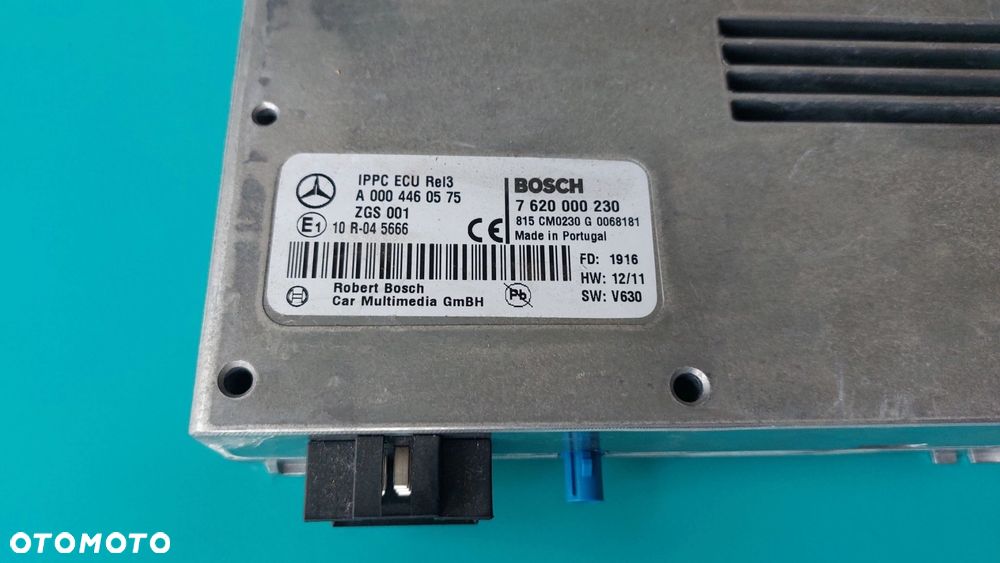 IPPC ECU Rel3
A 000 446 05 75
ZGS 001
E1 10 R-04 5666
CE
BOSCH
7 620 000 230
815 CM0230 G 0068181
Made in Portugal
FD: 1916
HW: 12/11
SW: V630
Robert Bosch
Car Multimedia GmBH
Pb
OTOMOTO